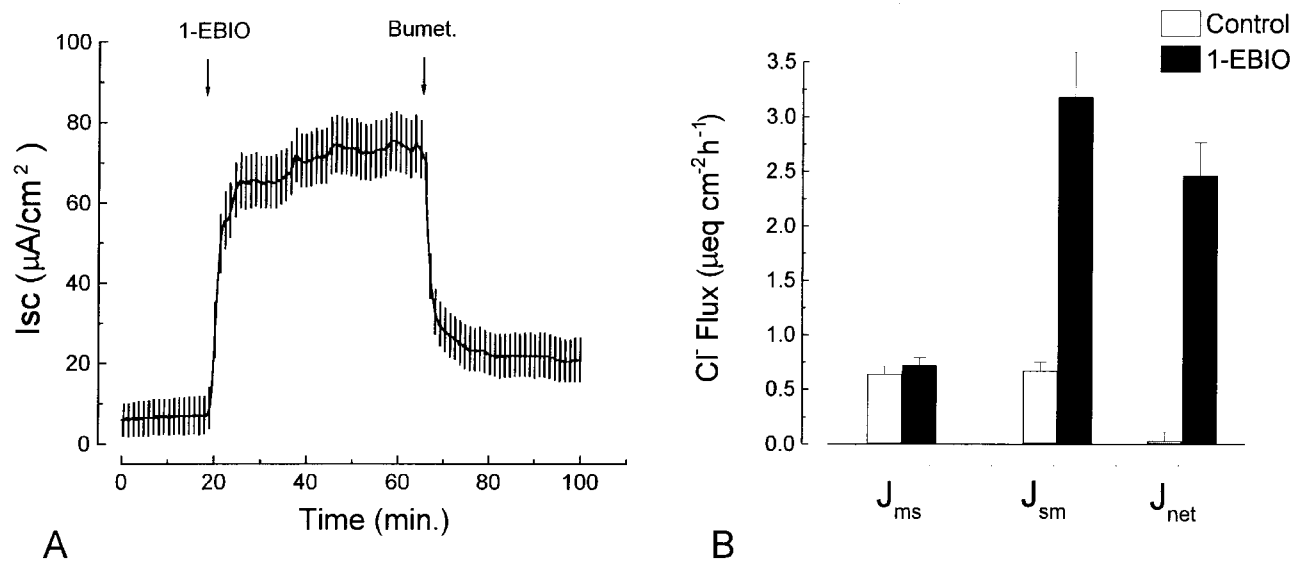 1-EBIO
Bumet.
100
80
60
40
20
0
Isc (μA/cm²)
0 20 40 60 80 100
Time (min.)
A
Control
1-EBIO
3.5
3.0
2.5
2.0
1.5
1.0
0.5
0.0
Cl⁻ Flux (μeq cm⁻²h⁻¹)
Jms Jsm Jnet
B